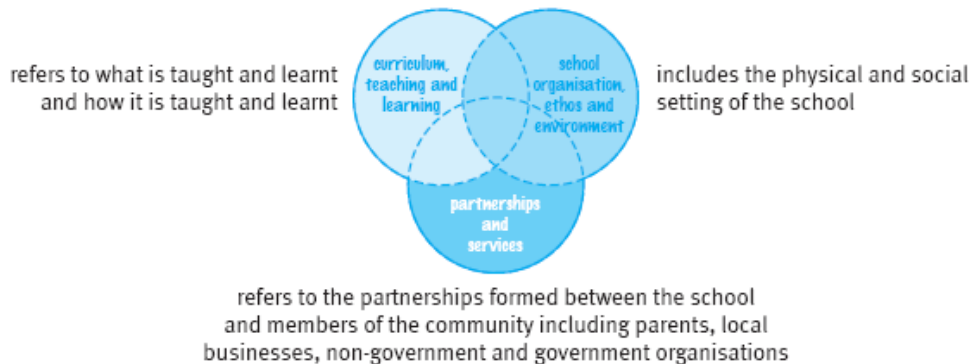 refers to what is taught and learnt
and how it is taught and learnt
curriculum,
teaching and
learning
school
organisation,
ethos and
environment
includes the physical and social
setting of the school
partnerships
and
services
refers to the partnerships formed between the school
and members of the community including parents, local
businesses, non-government and government organisations